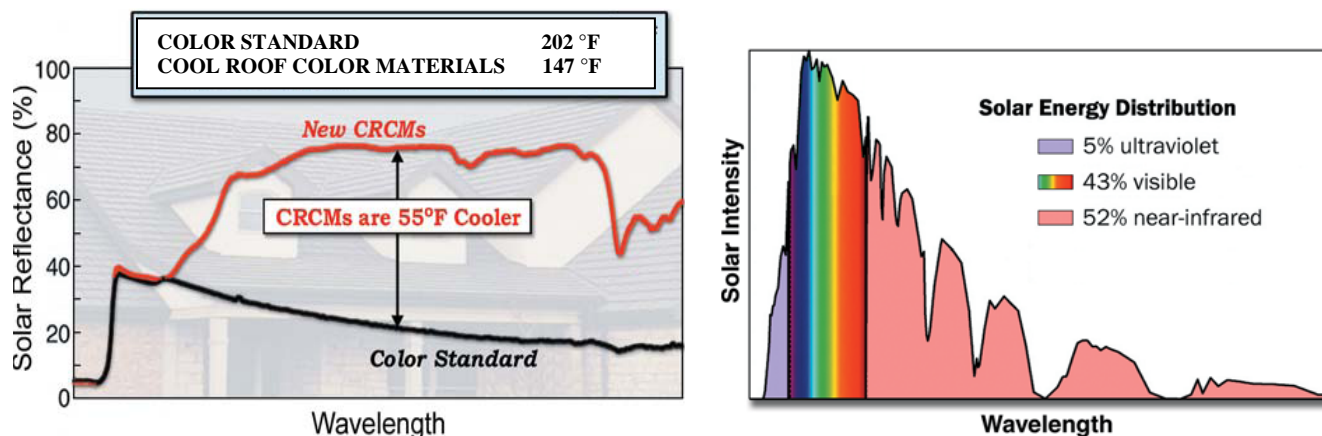 COLOR STANDARD 202 °F
COOL ROOF COLOR MATERIALS 147 °F
Solar Reflectance (%)
100
80
60
40
20
0
New CRCMs
CRCMs are 55°F Cooler
Color Standard
Wavelength
Solar Intensity
Solar Energy Distribution
5% ultraviolet
43% visible
52% near-infrared
Wavelength